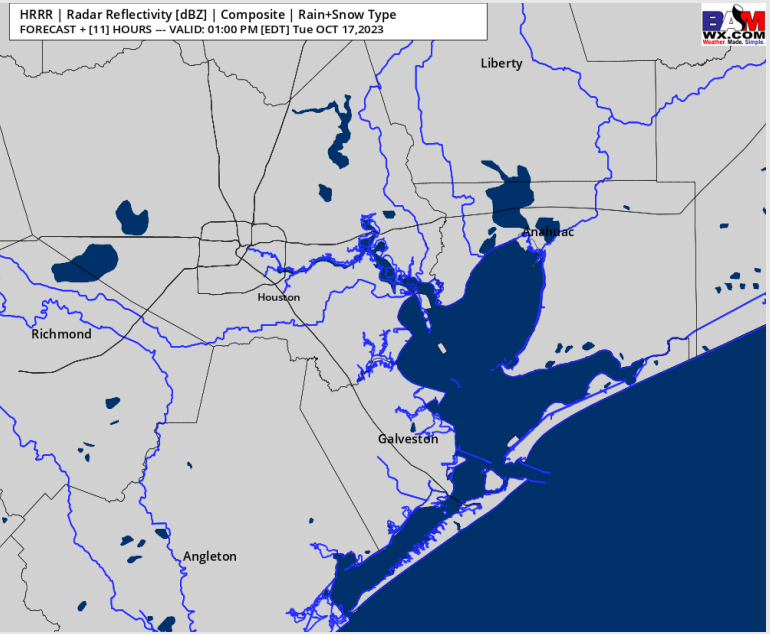 HRRR | Radar Reflectivity [dBZ] | Composite | Rain+Snow Type
FORECAST + [11] HOURS --- VALID: 01:00 PM [EDT] Tue OCT 17,2023
BAM
WX.COM
Weather. Made. Simple.
Liberty
Anahuac
Houston
Richmond
Galveston
Angleton